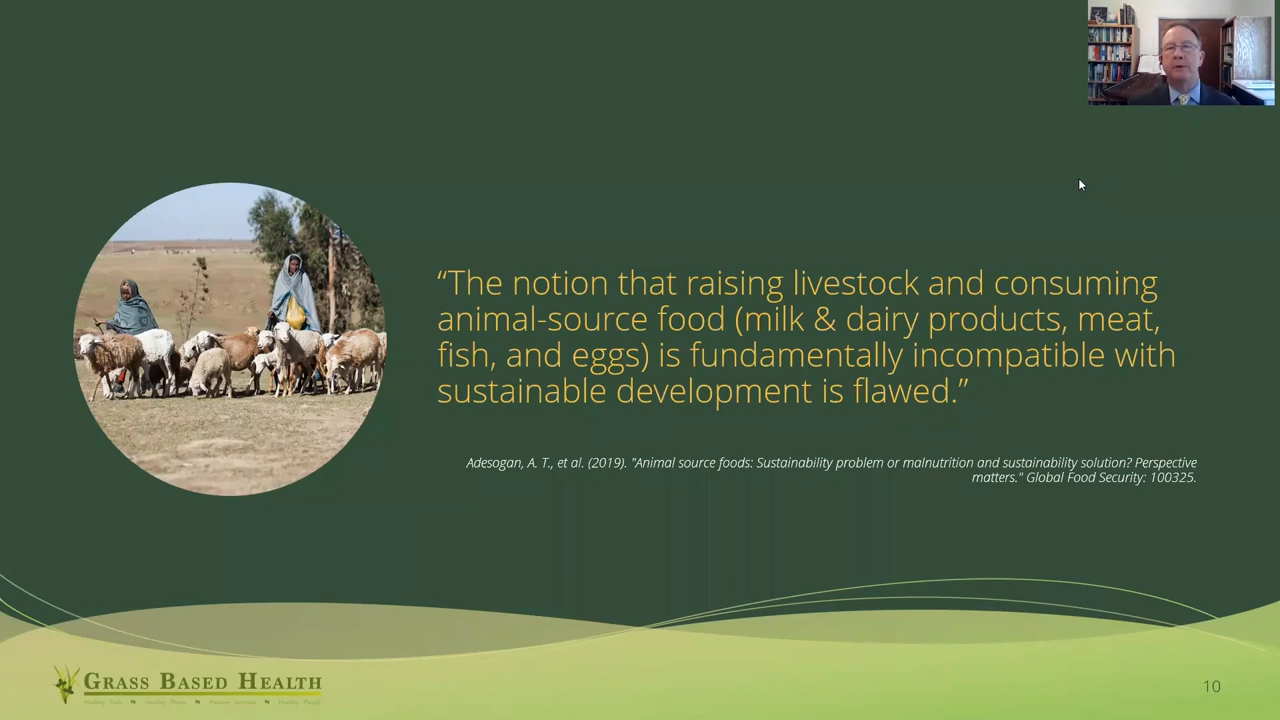 “The notion that raising livestock and consuming
animal-source food (milk & dairy products, meat,
fish, and eggs) is fundamentally incompatible with
sustainable development is flawed.”
Adesogan, A. T., et al. (2019). "Animal source foods: Sustainability problem or malnutrition and sustainability solution? Perspective
matters." Global Food Security: 100325.
GRASS BASED HEALTH
10